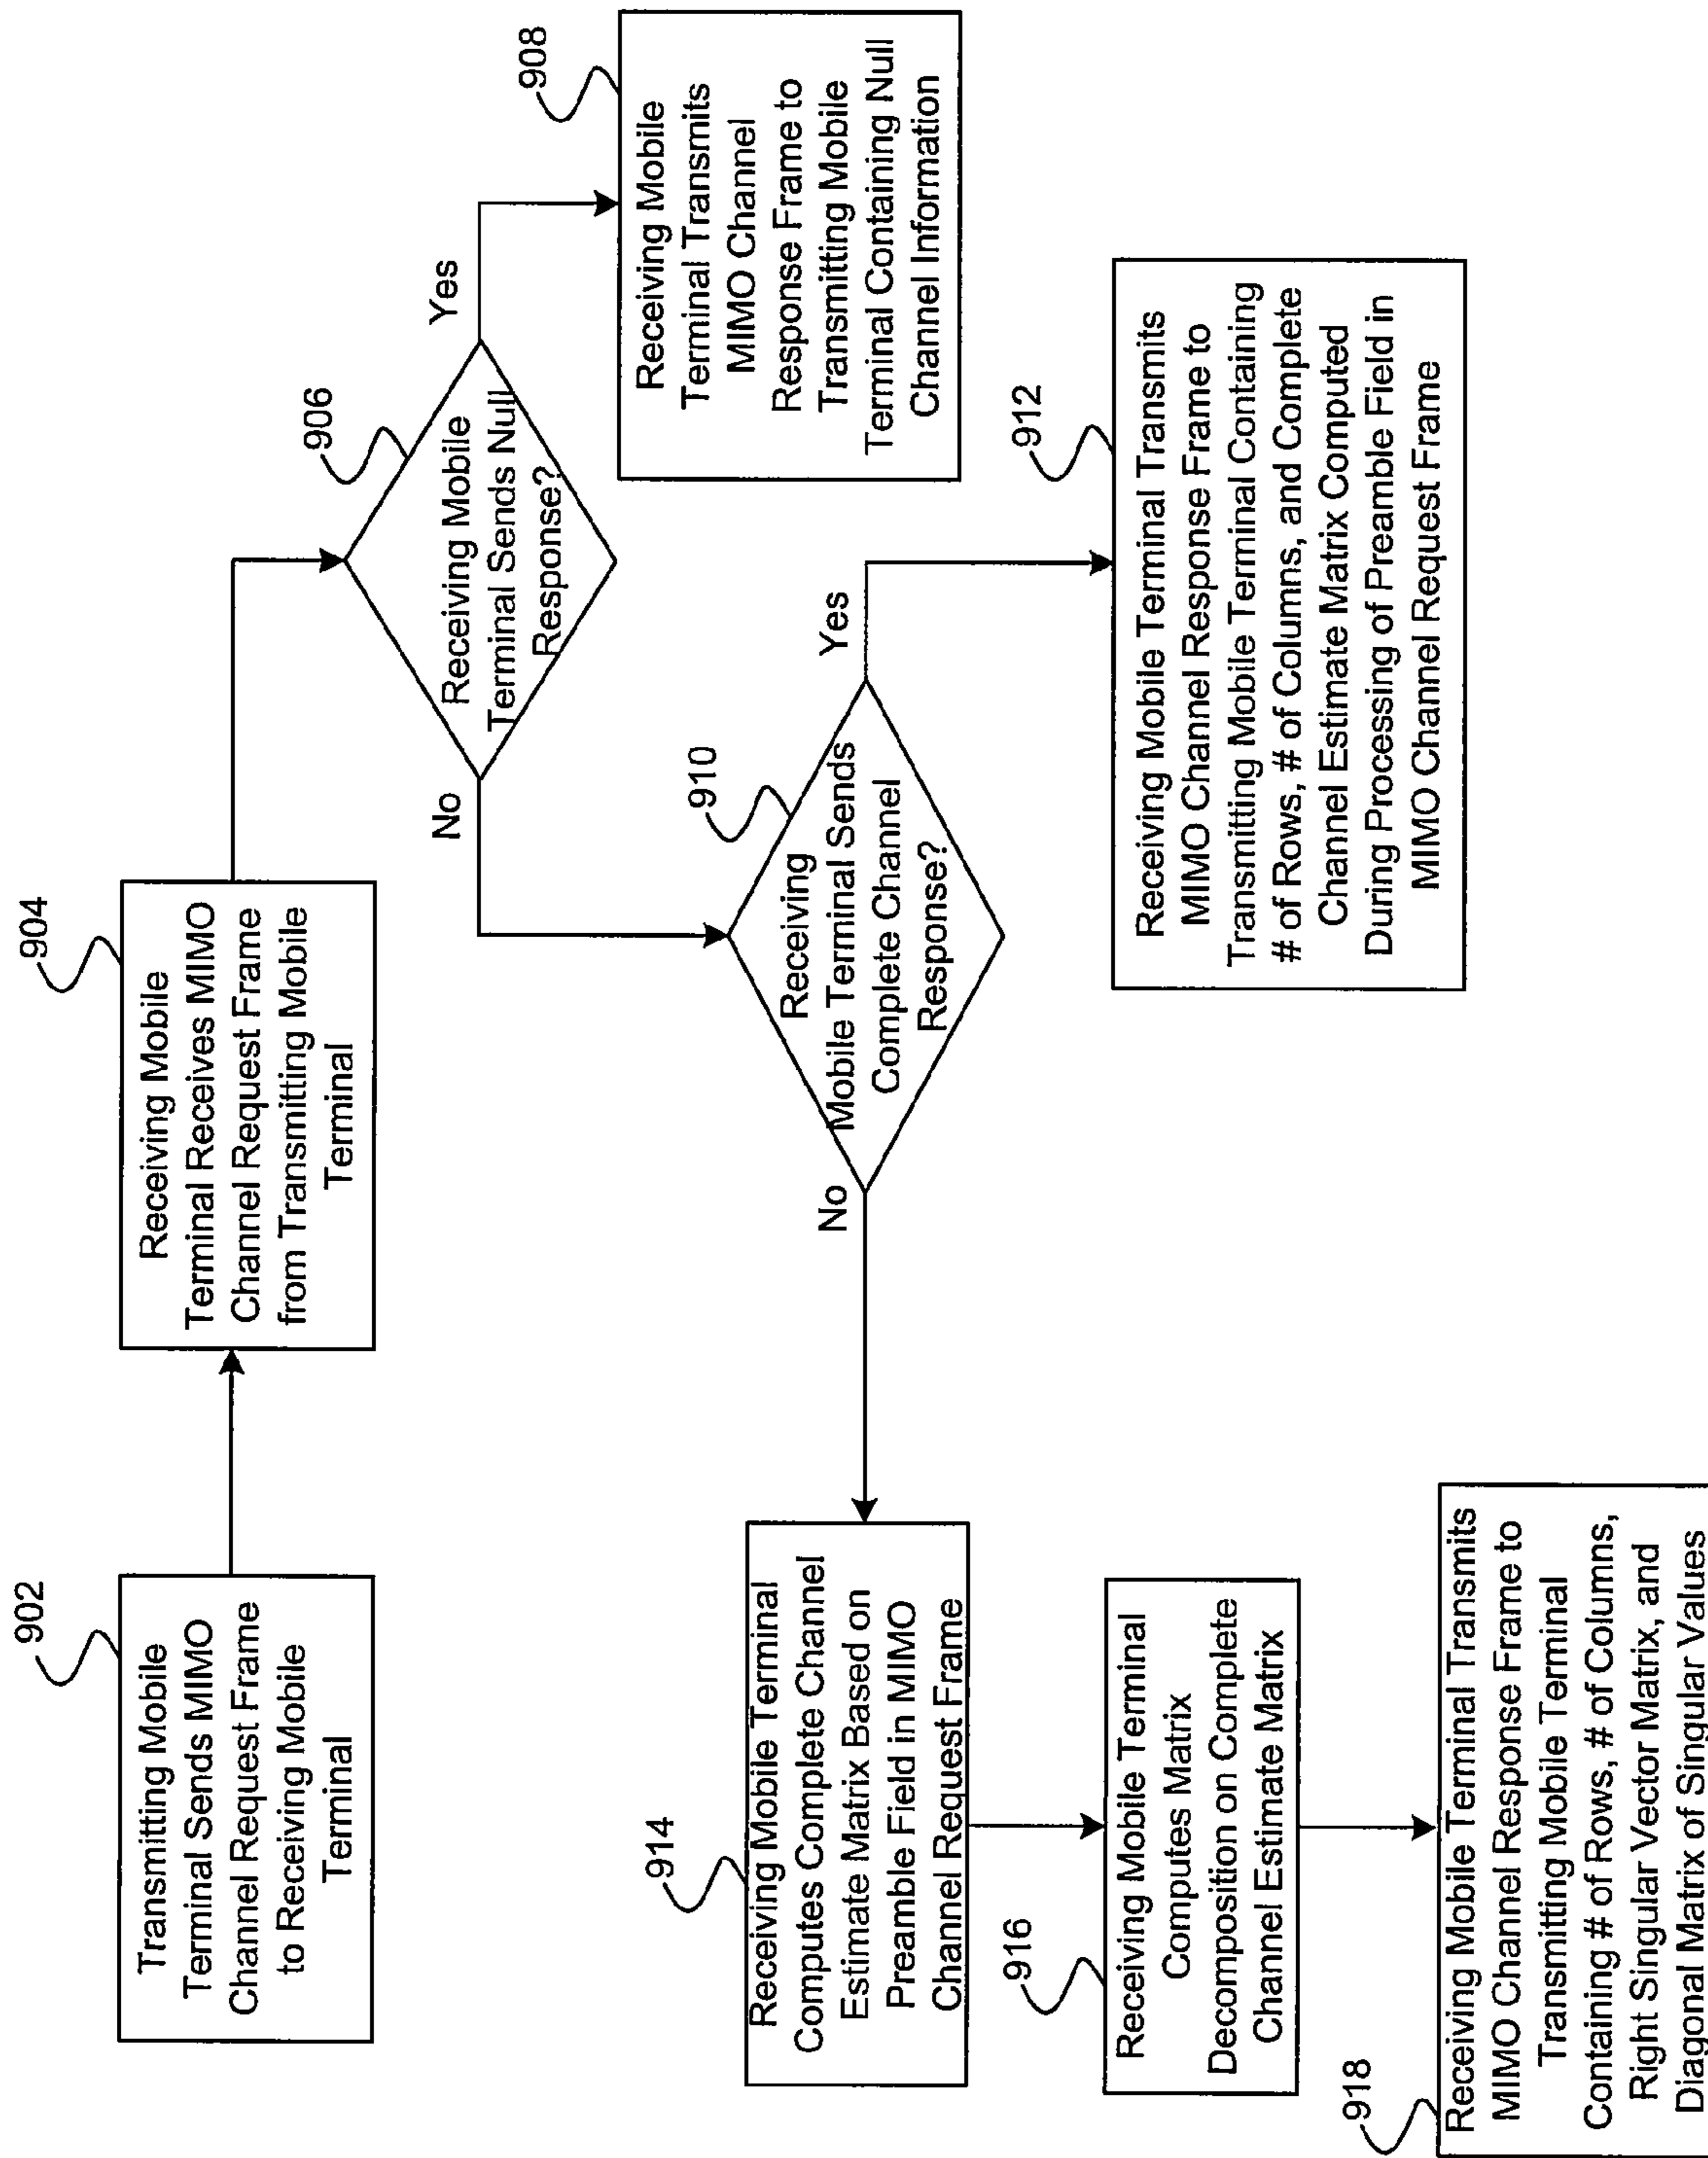 902
Transmitting Mobile
Terminal Sends MIMO
Channel Request Frame
to Receiving Mobile
Terminal
904
Receiving Mobile
Terminal Receives MIMO
Channel Request Frame
from Transmitting Mobile
Terminal
906
Receiving Mobile
Terminal Sends Null
Response?
Yes
No
908
Receiving Mobile
Terminal Transmits
MIMO Channel
Response Frame to
Transmitting Mobile
Terminal Containing Null
Channel Information
910
Receiving
Mobile Terminal Sends
Complete Channel
Response?
Yes
No
912
Receiving Mobile Terminal Transmits
MIMO Channel Response Frame to
Transmitting Mobile Terminal Containing
# of Rows, # of Columns, and Complete
Channel Estimate Matrix Computed
During Processing of Preamble Field in
MIMO Channel Request Frame
914
Receiving Mobile Terminal
Computes Complete Channel
Estimate Matrix Based on
Preamble Field in MIMO
Channel Request Frame
916
Receiving Mobile Terminal
Computes Matrix
Decomposition on Complete
Channel Estimate Matrix
918
Receiving Mobile Terminal Transmits
MIMO Channel Response Frame to
Transmitting Mobile Terminal
Containing # of Rows, # of Columns,
Right Singular Vector Matrix, and
Diagonal Matrix of Singular Values